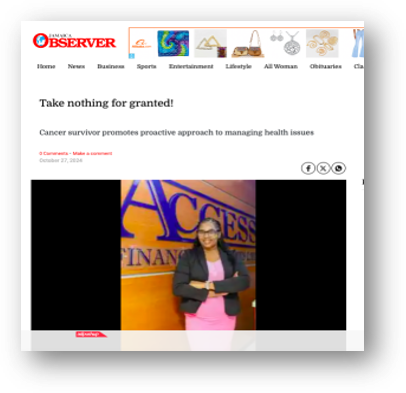 JAMAICA
OBSERVER
Home News Business Sports Entertainment Lifestyle All Woman Obituaries Cla
Take nothing for granted!
Cancer survivor promotes proactive approach to managing health issues
0 Comments · Make a comment
October 27, 2024
ACCESS
FINANC